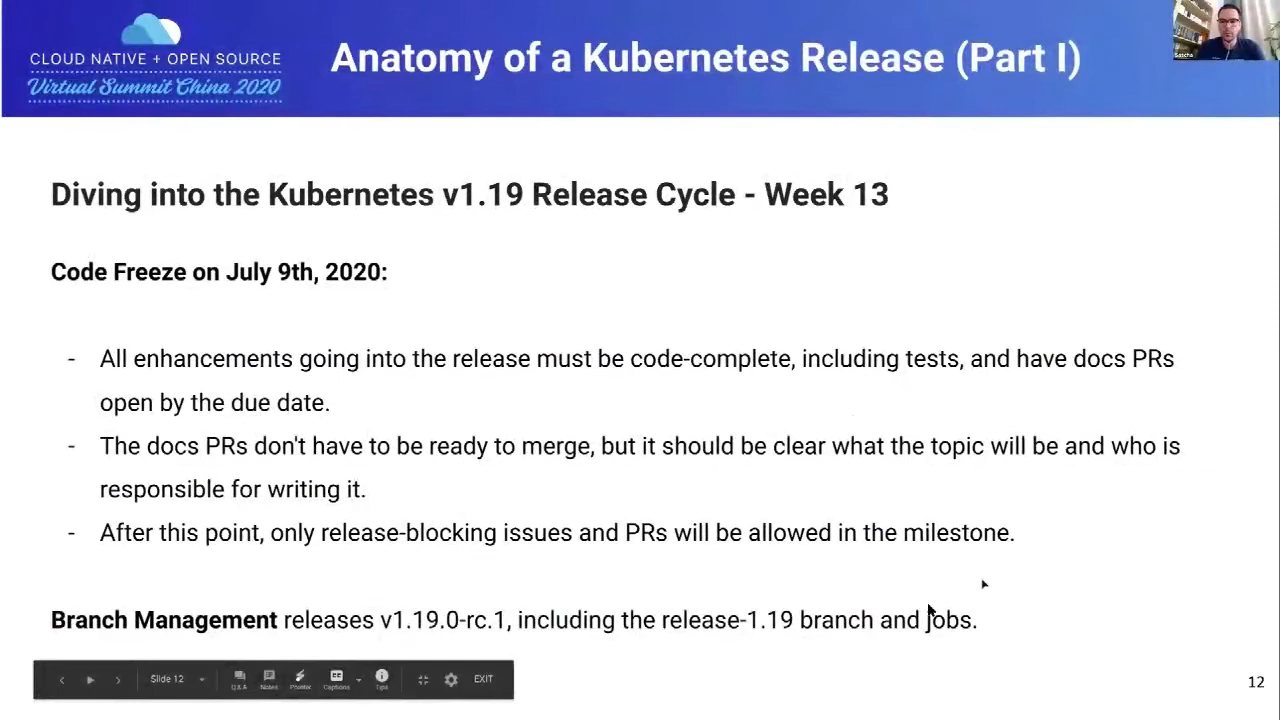 CLOUD NATIVE + OPEN SOURCE
Virtual Summit China 2020
Anatomy of a Kubernetes Release (Part I)
Sascha
Diving into the Kubernetes v1.19 Release Cycle - Week 13
Code Freeze on July 9th, 2020:
- All enhancements going into the release must be code-complete, including tests, and have docs PRs
open by the due date.
- The docs PRs don't have to be ready to merge, but it should be clear what the topic will be and who is
responsible for writing it.
- After this point, only release-blocking issues and PRs will be allowed in the milestone.
Branch Management releases v1.19.0-rc.1, including the release-1.19 branch and jobs.
Slide 12
Q&A
Notes
Pointer
Captions
Tips
EXIT
12